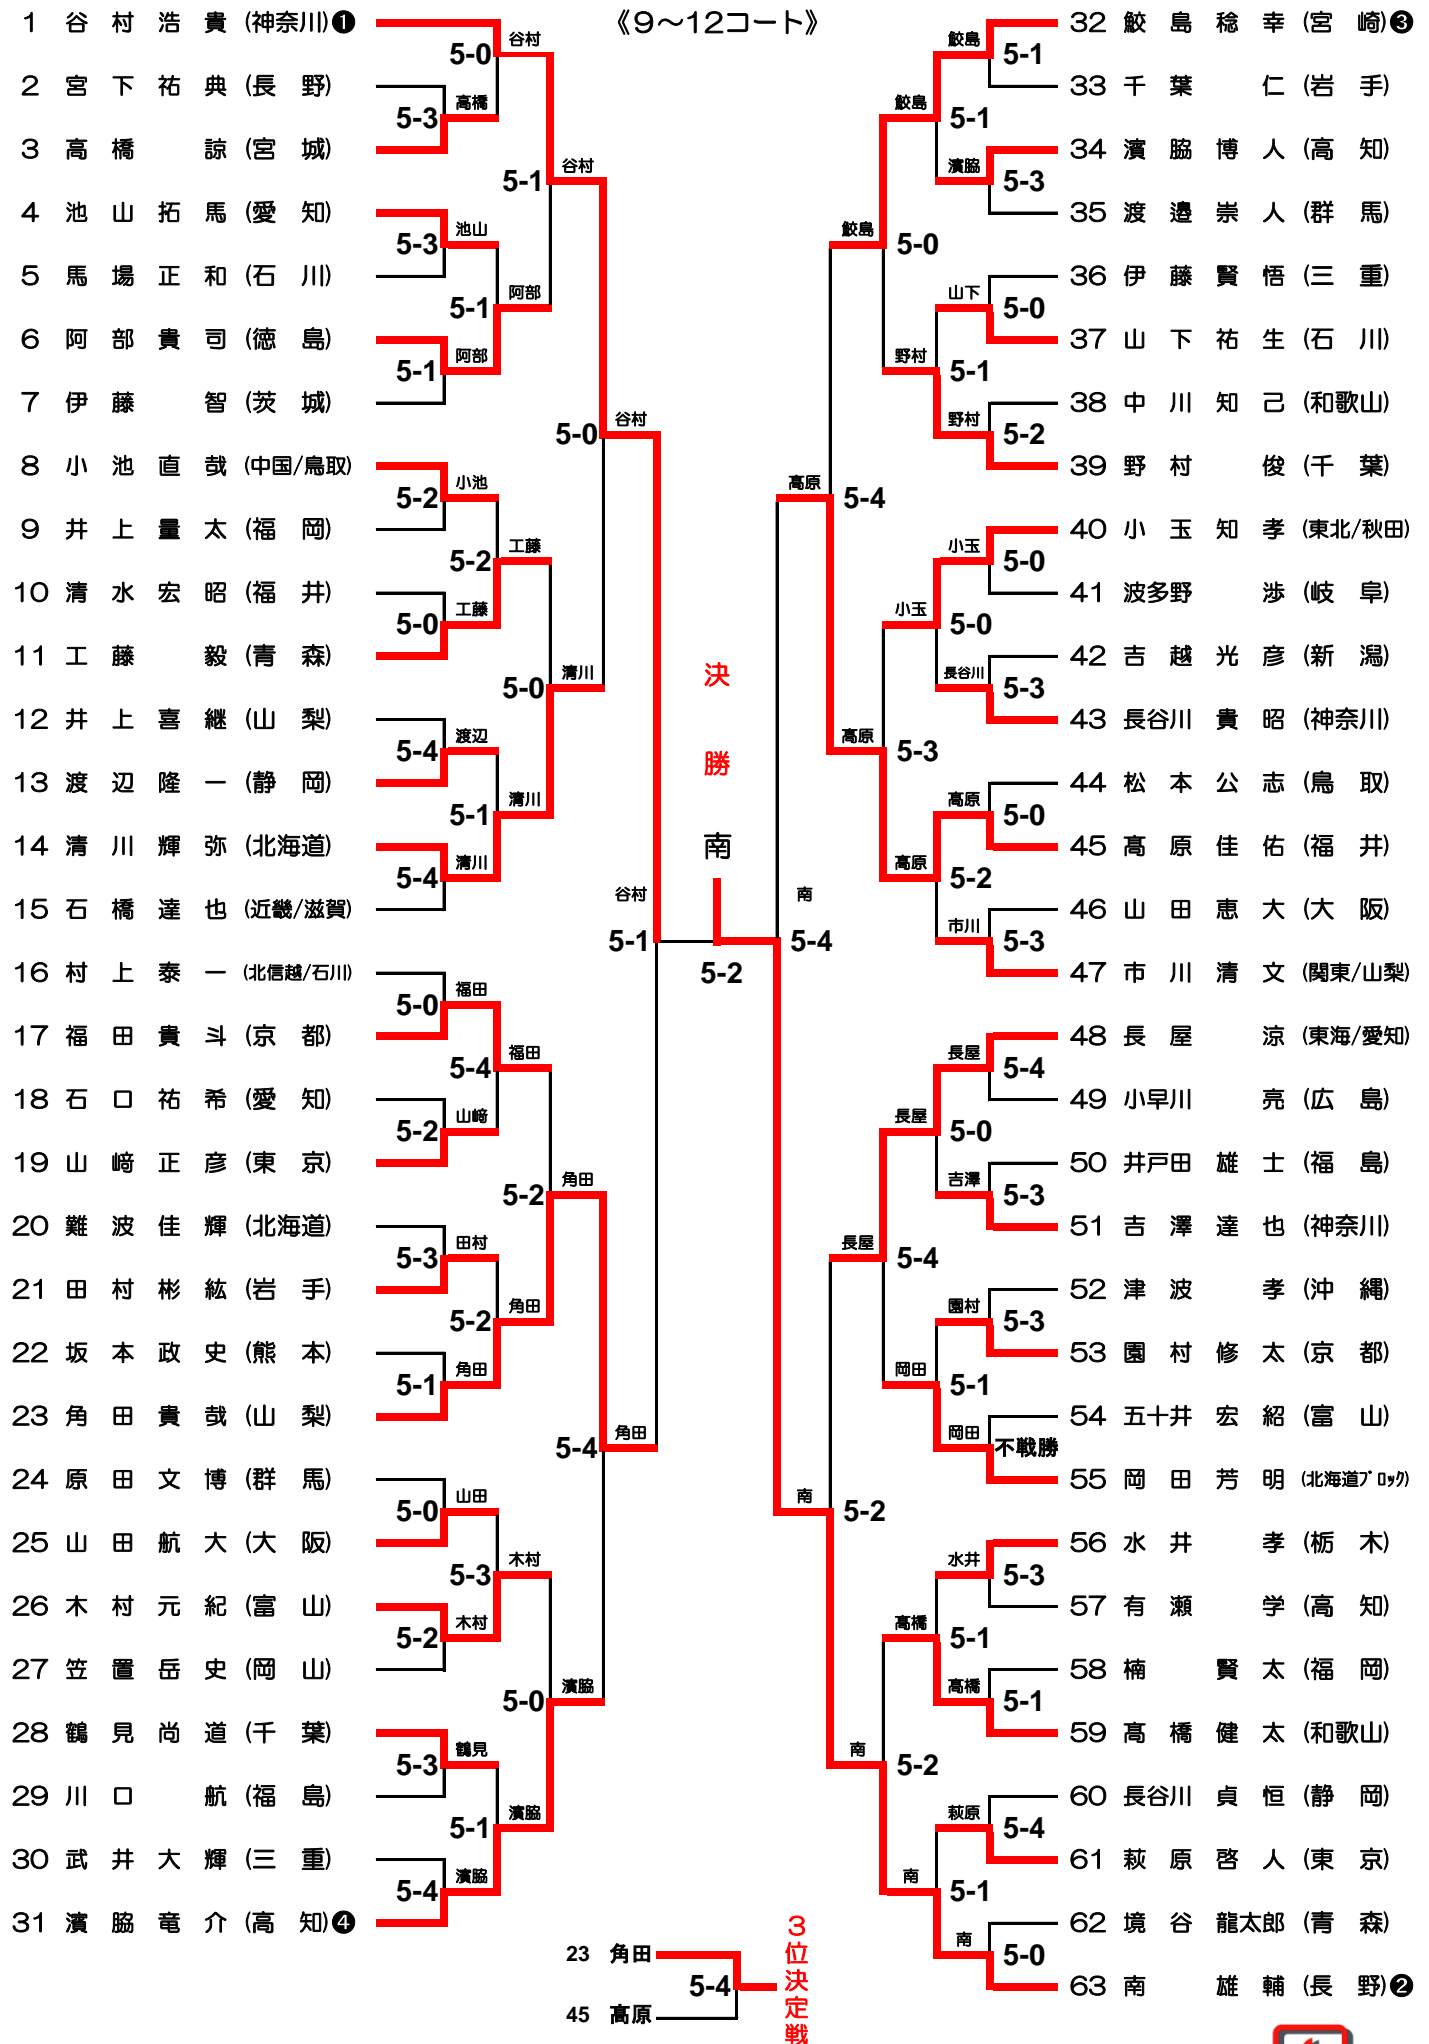 《9～12コート》
1 谷村浩貴 (神奈川)❶
2 宮下祐典 (長野)
3 高橋諒 (宮城)
4 池山拓馬 (愛知)
5 馬場正和 (石川)
6 阿部貴司 (徳島)
7 伊藤智 (茨城)
8 小池直哉 (中国/鳥取)
9 井上量太 (福岡)
10 清水宏昭 (福井)
11 工藤毅 (青森)
12 井上喜継 (山梨)
13 渡辺隆一 (静岡)
14 清川輝弥 (北海道)
15 石橋達也 (近畿/滋賀)
16 村上泰一 (北信越/石川)
17 福田貴斗 (京都)
18 石口祐希 (愛知)
19 山﨑正彦 (東京)
20 難波佳輝 (北海道)
21 田村彬紘 (岩手)
22 坂本政史 (熊本)
23 角田貴哉 (山梨)
24 原田文博 (群馬)
25 山田航大 (大阪)
26 木村元紀 (富山)
27 笠置岳史 (岡山)
28 鶴見尚道 (千葉)
29 川口航 (福島)
30 武井大輝 (三重)
31 濱脇竜介 (高知)❹
谷村
5-0
高橋
5-3
谷村
5-1
池山
5-3
阿部
5-1
阿部
5-1
谷村
5-0
小池
5-2
工藤
5-2
工藤
5-0
清川
5-0
渡辺
5-4
清川
5-1
清川
5-4
谷村
5-1
福田
5-0
福田
5-4
山﨑
5-2
角田
5-2
田村
5-3
角田
5-2
角田
5-1
角田
5-4
山田
5-0
木村
5-3
木村
5-2
濱脇
5-0
鶴見
5-3
濱脇
5-1
濱脇
5-4
決勝
南
5-2
32 鮫島稔幸 (宮崎)❸
33 千葉仁 (岩手)
34 濱脇博人 (高知)
35 渡邉崇人 (群馬)
36 伊藤賢悟 (三重)
37 山下祐生 (石川)
38 中川知己 (和歌山)
39 野村俊 (千葉)
40 小玉知孝 (東北/秋田)
41 波多野渉 (岐阜)
42 吉越光彦 (新潟)
43 長谷川貴昭 (神奈川)
44 松本公志 (鳥取)
45 髙原佳佑 (福井)
46 山田恵大 (大阪)
47 市川清文 (関東/山梨)
48 長屋涼 (東海/愛知)
49 小早川亮 (広島)
50 井戸田雄士 (福島)
51 吉澤達也 (神奈川)
52 津波孝 (沖縄)
53 園村修太 (京都)
54 五十井宏紹 (富山)
55 岡田芳明 (北海道ブロック)
56 水井孝 (栃木)
57 有瀬学 (高知)
58 楠賢太 (福岡)
59 髙橋健太 (和歌山)
60 長谷川貞恒 (静岡)
61 萩原啓人 (東京)
62 境谷龍太郎 (青森)
63 南雄輔 (長野)❷
鮫島
5-1
鮫島
5-1
濱脇
5-3
鮫島
5-0
山下
5-0
野村
5-1
野村
5-2
髙原
5-4
小玉
5-0
小玉
5-0
長谷川
5-3
髙原
5-3
髙原
5-0
髙原
5-2
市川
5-3
南
5-4
長屋
5-4
長屋
5-0
吉澤
5-3
長屋
5-4
園村
5-3
岡田
5-1
岡田
不戦勝
南
5-2
水井
5-3
髙橋
5-1
髙橋
5-1
南
5-2
萩原
5-4
南
5-1
南
5-0
3位決定戦
23 角田
5-4
45 髙原